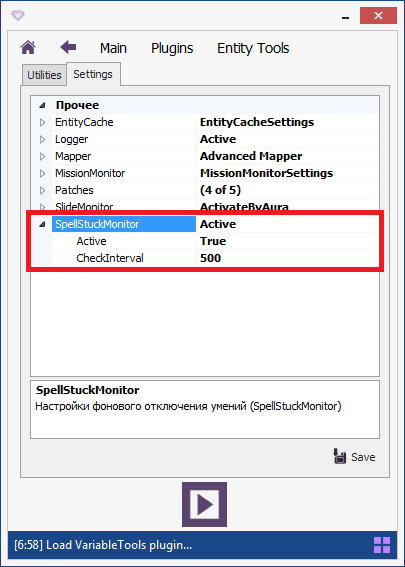 Main Plugins Entity Tools
Utilities Settings
Прочее
EntityCache EntityCacheSettings
Logger Active
Mapper Advanced Mapper
MissionMonitor MissionMonitorSettings
Patches (4 of 5)
SlideMonitor ActivateByAura
SpellStuckMonitor Active
Active True
CheckInterval 500
SpellStuckMonitor
Настройки фонового отключения умений (SpellStuckMonitor)
Save
[6:58] Load VariableTools plugin...